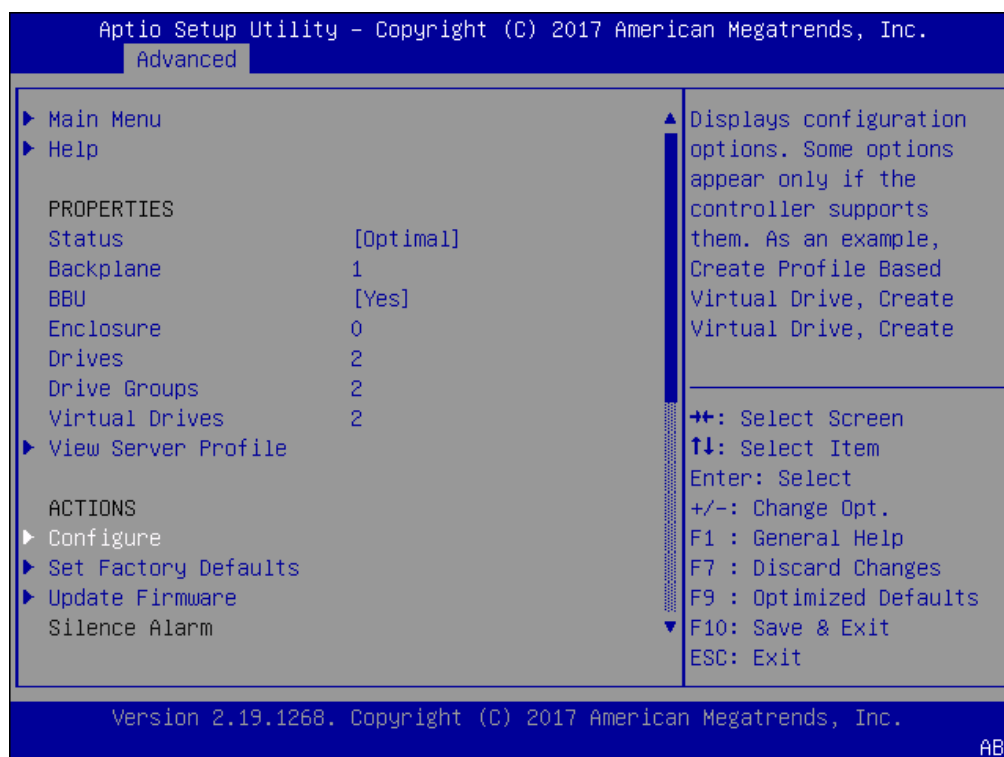 Aptio Setup Utility – Copyright (C) 2017 American Megatrends, Inc.
Advanced
Main Menu
Help
PROPERTIES
Status [Optimal]
Backplane 1
BBU [Yes]
Enclosure 0
Drives 2
Drive Groups 2
Virtual Drives 2
View Server Profile
ACTIONS
Configure
Set Factory Defaults
Update Firmware
Silence Alarm
Displays configuration
options. Some options
appear only if the
controller supports
them. As an example,
Create Profile Based
Virtual Drive, Create
Virtual Drive, Create
→←: Select Screen
↑↓: Select Item
Enter: Select
+/-: Change Opt.
F1 : General Help
F7 : Discard Changes
F9 : Optimized Defaults
F10: Save & Exit
ESC: Exit
Version 2.19.1268. Copyright (C) 2017 American Megatrends, Inc.
AB